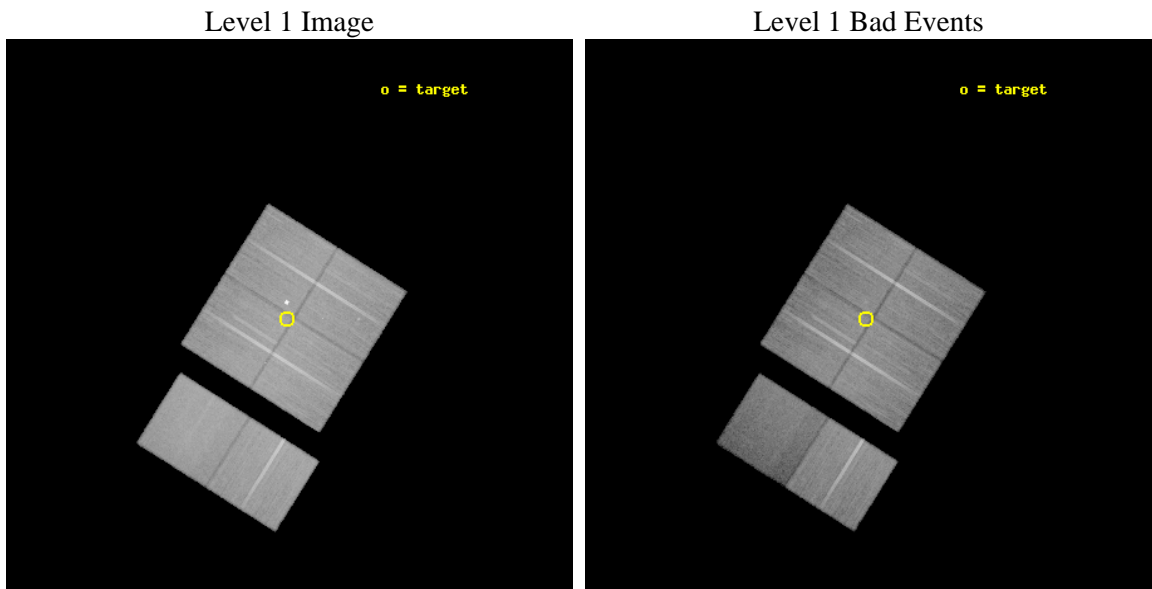 Level 1 Image
Level 1 Bad Events
o = target
o = target